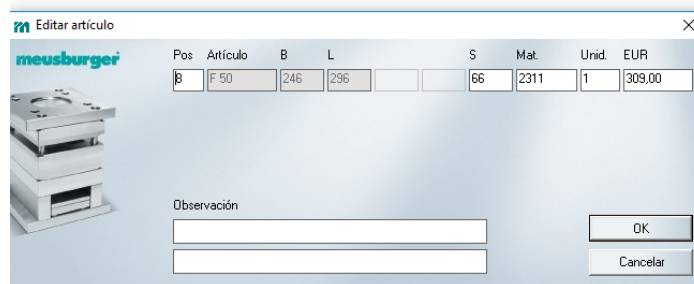 Editar artículo
meusburger
Pos Artículo B L S Mat. Unid. EUR
8 F 50 246 296 66 2311 1 309,00
Observación
OK
Cancelar